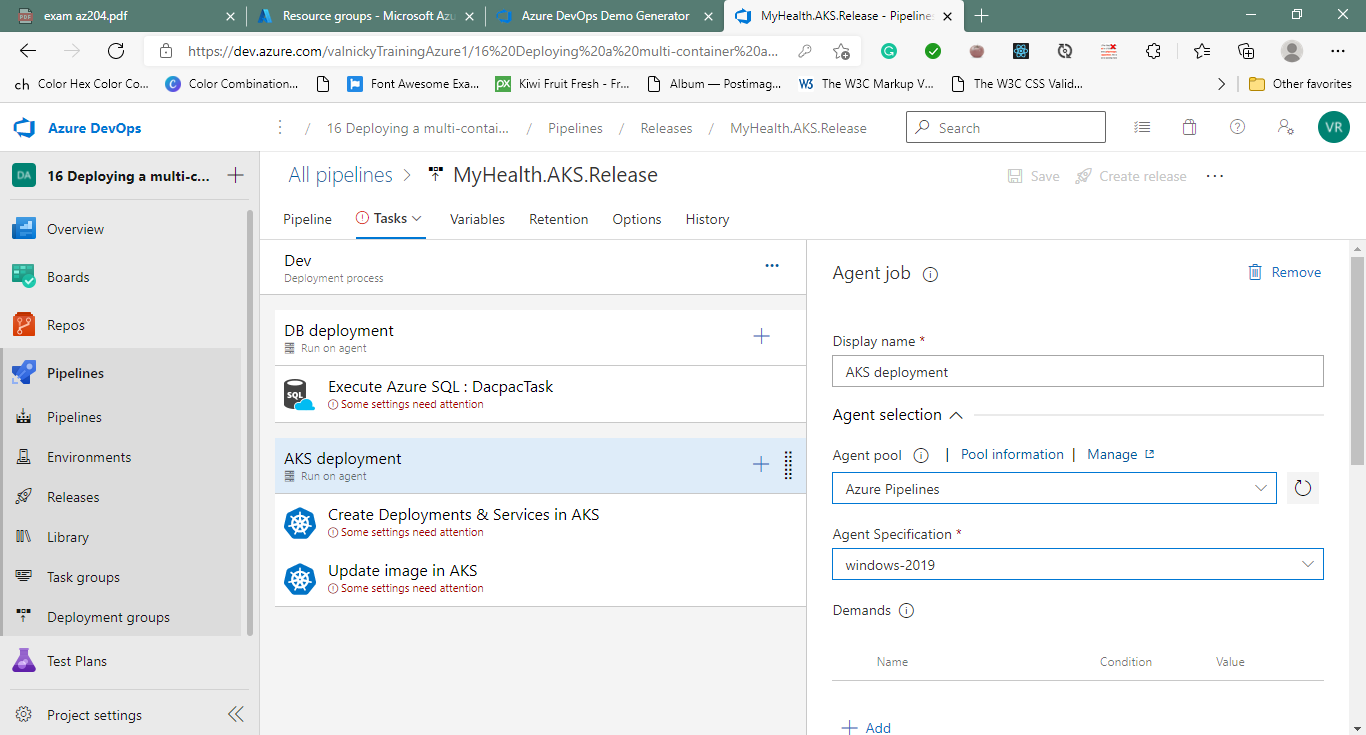 exam az204.pdf
Resource groups - Microsoft Azu
Azure DevOps Demo Generator
MyHealth.AKS.Release - Pipelines
https://dev.azure.com/valnickyTrainingAzure1/16%20Deploying%20a%20multi-container%20a...
ch Color Hex Color Co...
Color Combination...
Font Awesome Exa...
px Kiwi Fruit Fresh - Fr...
Album — Postimag...
W3 The W3C Markup V...
The W3C CSS Valid...
Other favorites
Azure DevOps
/ 16 Deploying a multi-contai... / Pipelines / Releases / MyHealth.AKS.Release
Search
VR
DA 16 Deploying a multi-c...
All pipelines > MyHealth.AKS.Release
Save
Create release
Pipeline
Tasks
Variables
Retention
Options
History
Overview
Boards
Repos
Pipelines
Pipelines
Environments
Releases
Library
Task groups
Deployment groups
Test Plans
Project settings
Dev
Deployment process
DB deployment
Run on agent
SQL
Execute Azure SQL : DacpacTask
Some settings need attention
AKS deployment
Run on agent
Create Deployments & Services in AKS
Some settings need attention
Update image in AKS
Some settings need attention
Agent job
Remove
Display name *
AKS deployment
Agent selection
Agent pool | Pool information | Manage
Azure Pipelines
Agent Specification *
windows-2019
Demands
Name Condition Value
Add